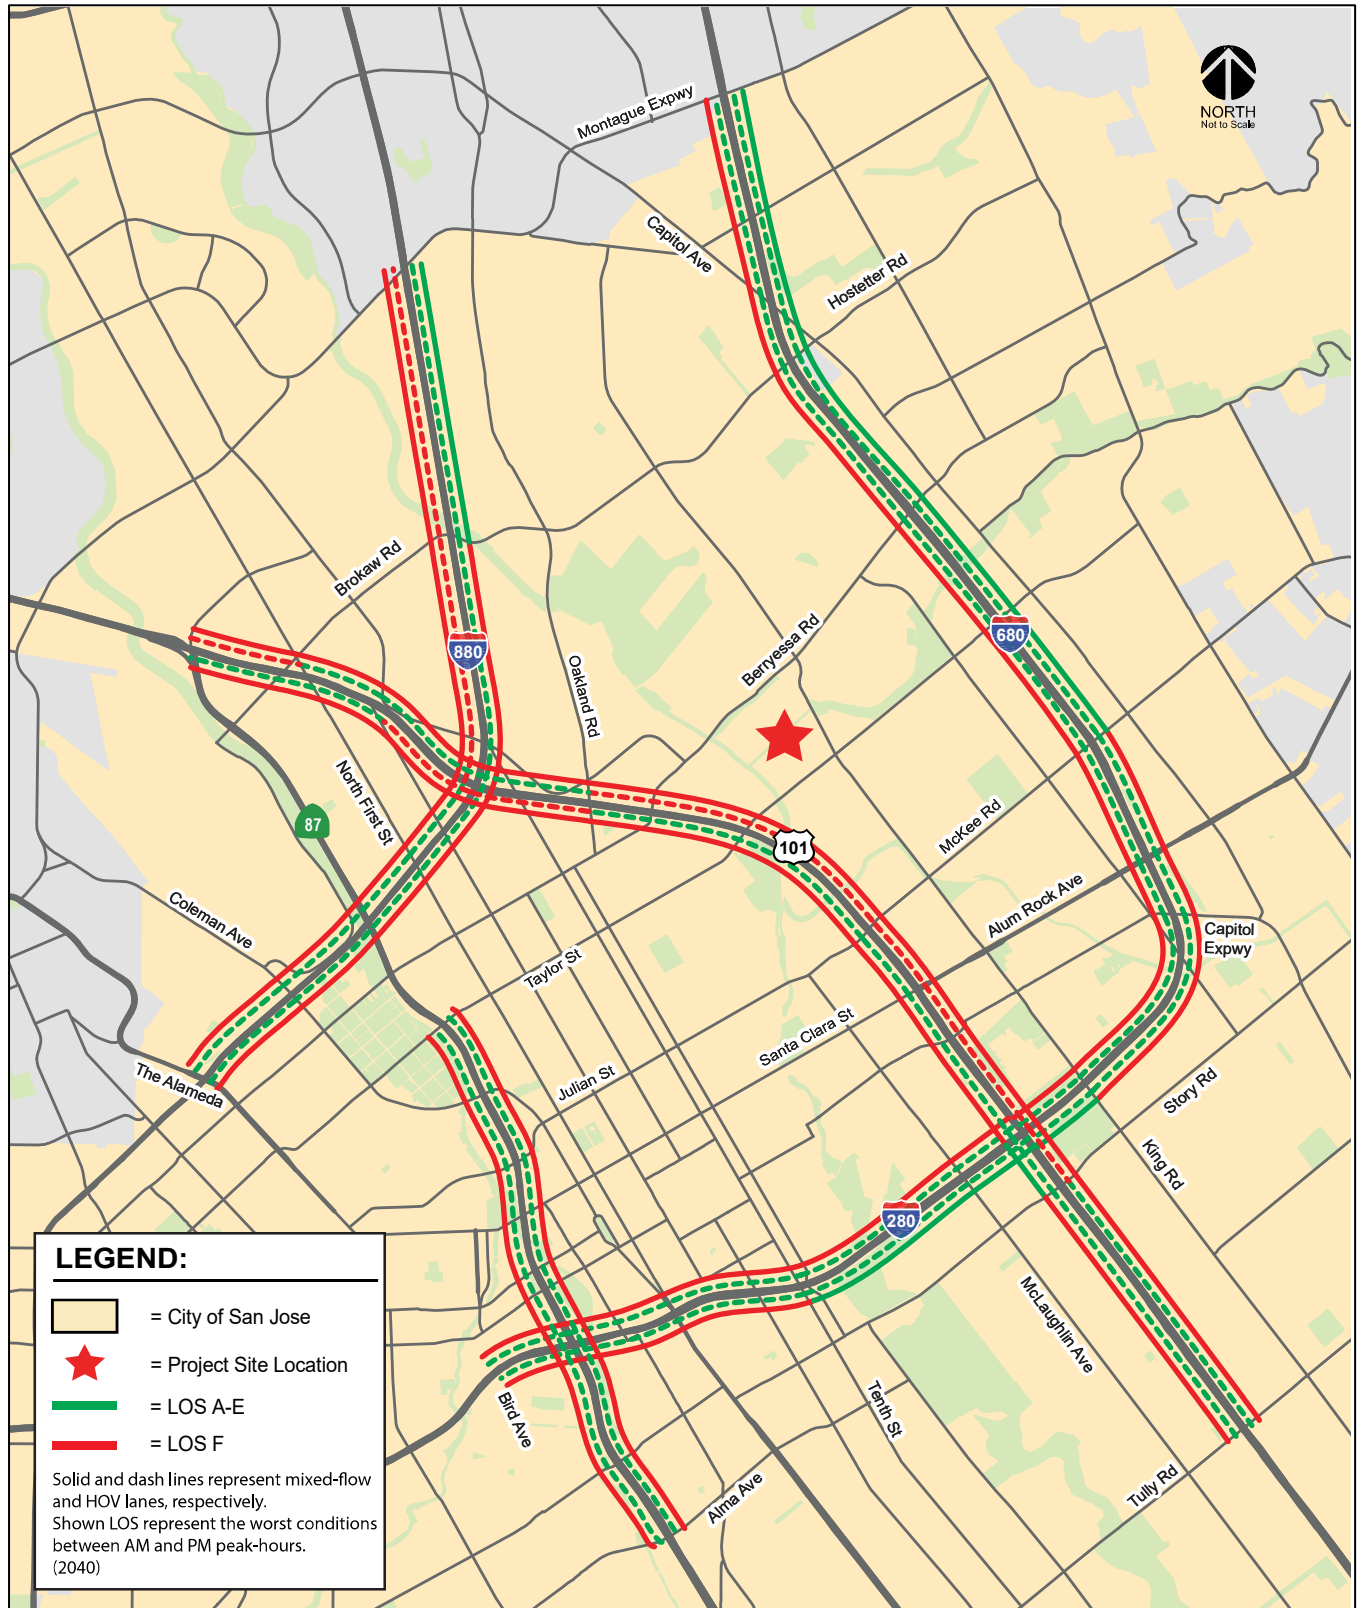 NORTH
Not to Scale
Montague Expwy
Capitol Ave
Hostetter Rd
Brokaw Rd
880
680
Oakland Rd
Berryessa Rd
87
North First St
101
McKee Rd
Coleman Ave
Alum Rock Ave
Capitol
Expwy
Taylor St
Santa Clara St
The Alameda
Julian St
Story Rd
King Rd
280
McLaughlin Ave
Bird Ave
Tenth St
Alma Ave
Tully Rd
LEGEND:
= City of San Jose
= Project Site Location
= LOS A-E
= LOS F
Solid and dash lines represent mixed-flow
and HOV lanes, respectively.
Shown LOS represent the worst conditions
between AM and PM peak-hours.
(2040)